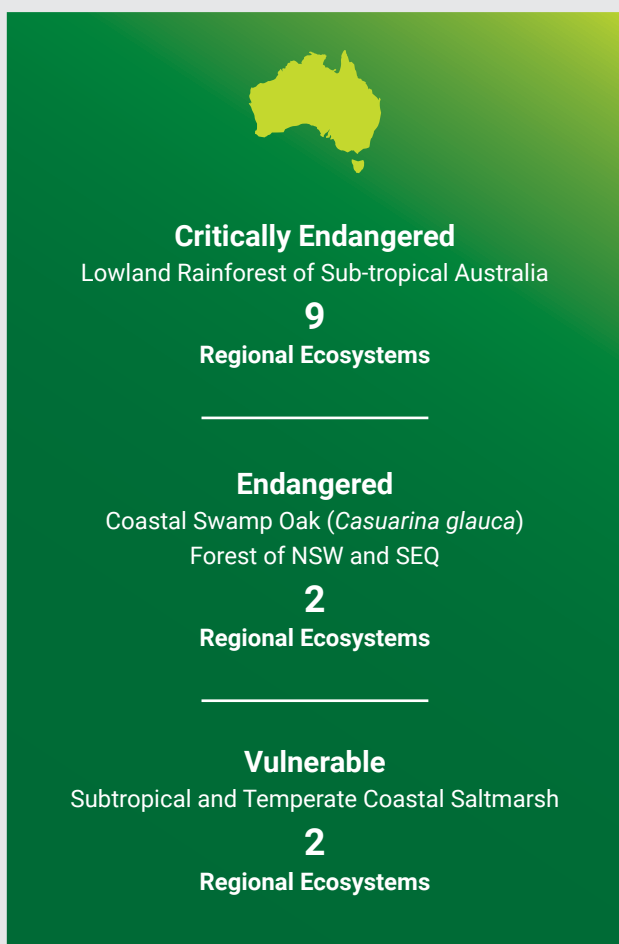 Critically Endangered
Lowland Rainforest of Sub-tropical Australia
9
Regional Ecosystems
Endangered
Coastal Swamp Oak (Casuarina glauca)
Forest of NSW and SEQ
2
Regional Ecosystems
Vulnerable
Subtropical and Temperate Coastal Saltmarsh
2
Regional Ecosystems